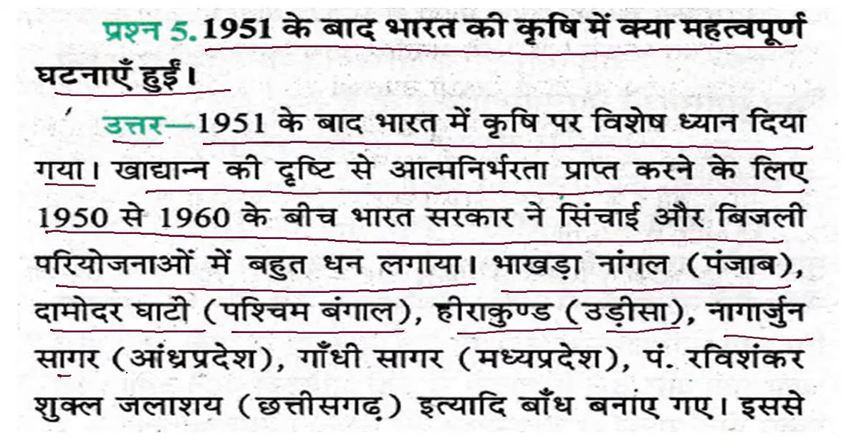 प्रश्न 5. 1951 के बाद भारत की कृषि में क्या महत्वपूर्ण
घटनाएँ हुईं।
उत्तर—1951 के बाद भारत में कृषि पर विशेष ध्यान दिया
गया। खाद्यान्न की दृष्टि से आत्मनिर्भरता प्राप्त करने के लिए
1950 से 1960 के बीच भारत सरकार ने सिंचाई और बिजली
परियोजनाओं में बहुत धन लगाया। भाखड़ा नांगल (पंजाब),
दामोदर घाटी (पश्चिम बंगाल), हीराकुण्ड (उड़ीसा), नागार्जुन
सागर (आंध्रप्रदेश), गाँधी सागर (मध्यप्रदेश), पं. रविशंकर
शुक्ल जलाशय (छत्तीसगढ़) इत्यादि बाँध बनांए गए। इससे